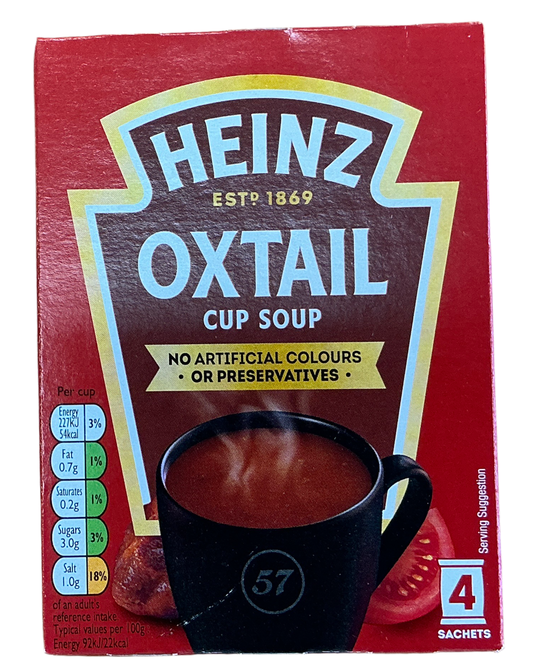 HEINZ
ESTD 1869
OXTAIL
CUP SOUP
NO ARTIFICIAL COLOURS
• OR PRESERVATIVES •
Per cup
Energy
227KJ
54kcal
3%
Fat
0.7g
1%
Saturates
0.2g
1%
Sugars
3.0g
3%
Salt
1.0g
18%
of an adult's
reference intake
Typical values per 100g:
Energy 92kJ/22kcal
57
Serving Suggestion
4
SACHETS